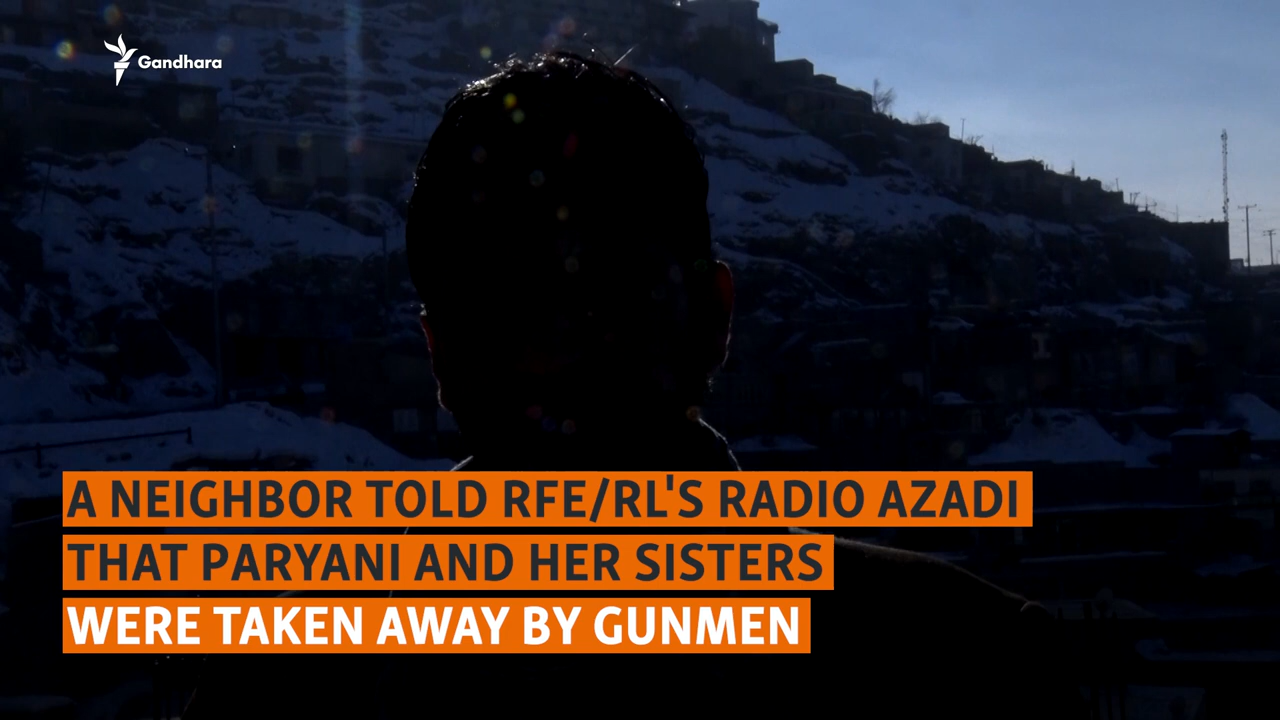 Gandhara
A NEIGHBOR TOLD RFE/RL'S RADIO AZADI
THAT PARYANI AND HER SISTERS
WERE TAKEN AWAY BY GUNMEN